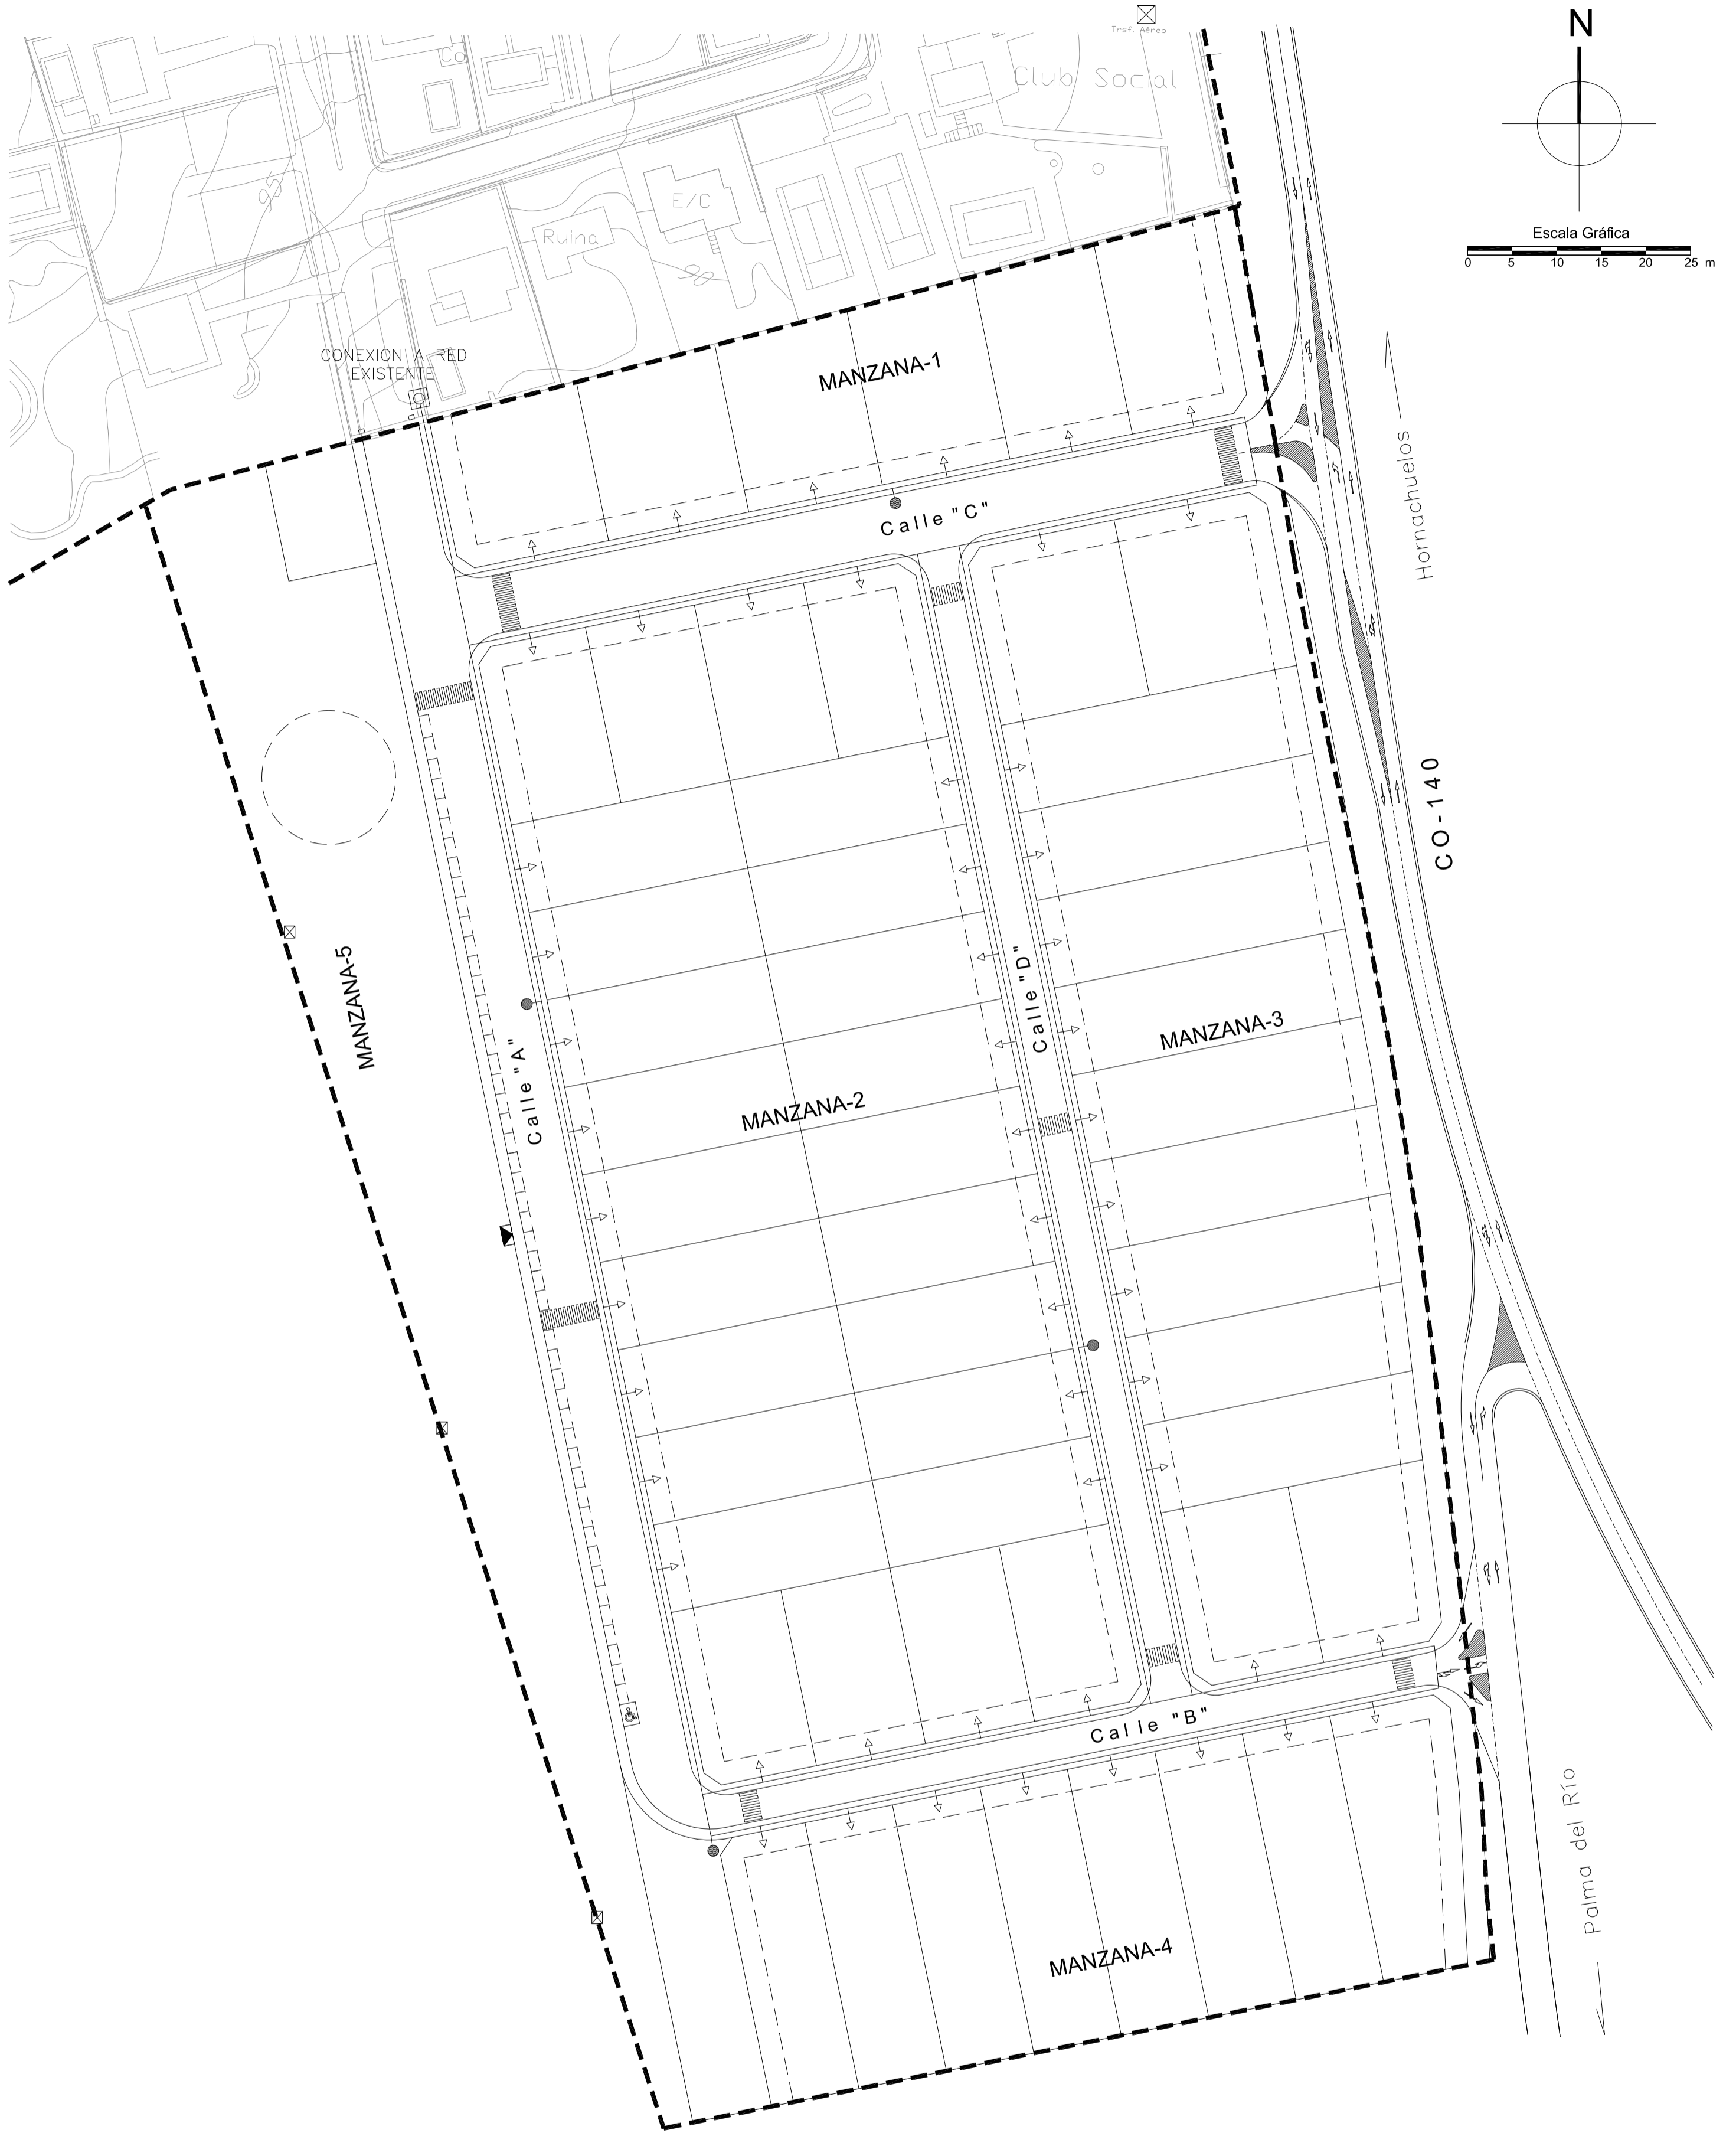 N
Trsf. Aéreo
Co
Club Social
Escala Gráfica
0 5 10 15 20 25 m
E/C
Ruina
CONEXION A RED
EXISTENTE
MANZANA-1
Hornachuelos
Calle "C"
CO-140
MANZANA-5
Calle "A"
Calle "D"
MANZANA-3
MANZANA-2
Calle "B"
Palma del Río
MANZANA-4